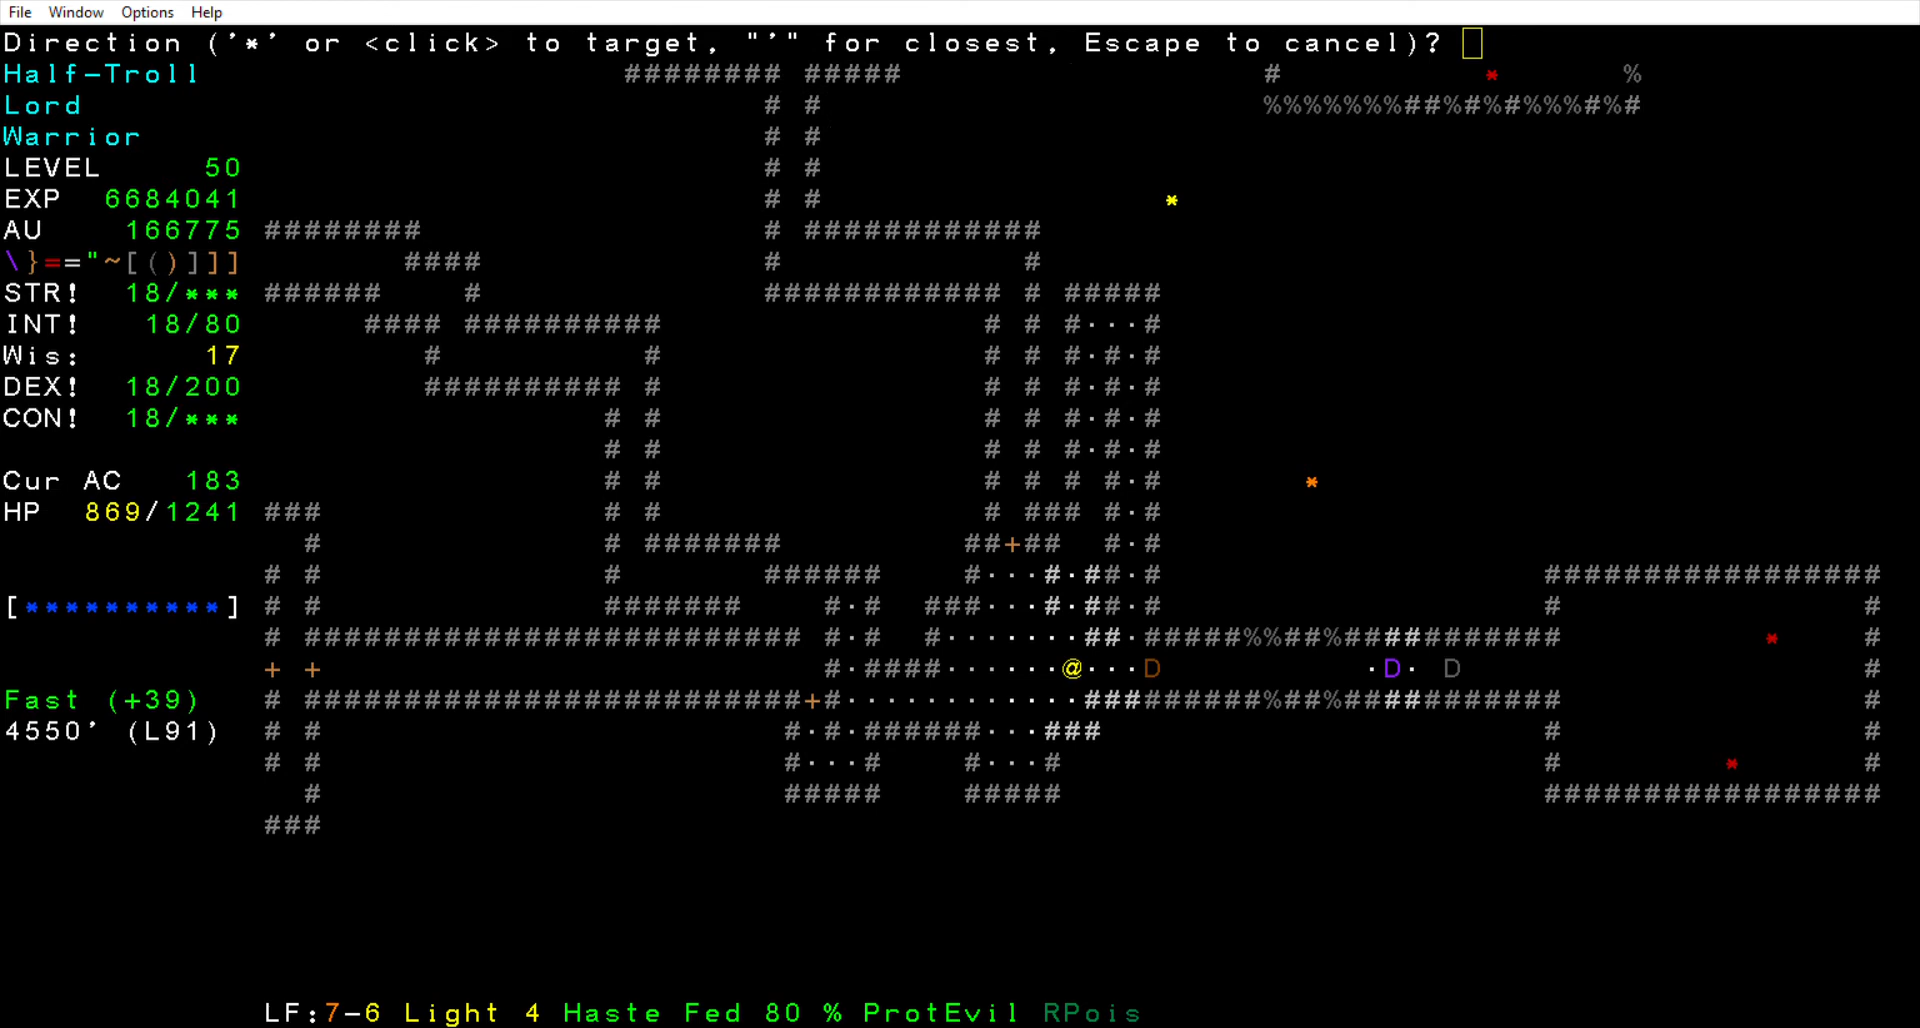 File Window Options Help
Direction ('*' or <click> to target, "'" for closest, Escape to cancel)?
Half-Troll
Lord
Warrior
LEVEL 50
EXP 6684041
AU 166775
\}=="~[()]]]
STR! 18/***
INT! 18/80
Wis: 17
DEX! 18/200
CON! 18/***
Cur AC 183
HP 869/1241
[**********]
Fast (+39)
4550' (L91)
LF:7-6 Light 4 Haste Fed 80 % ProtEvil RPois